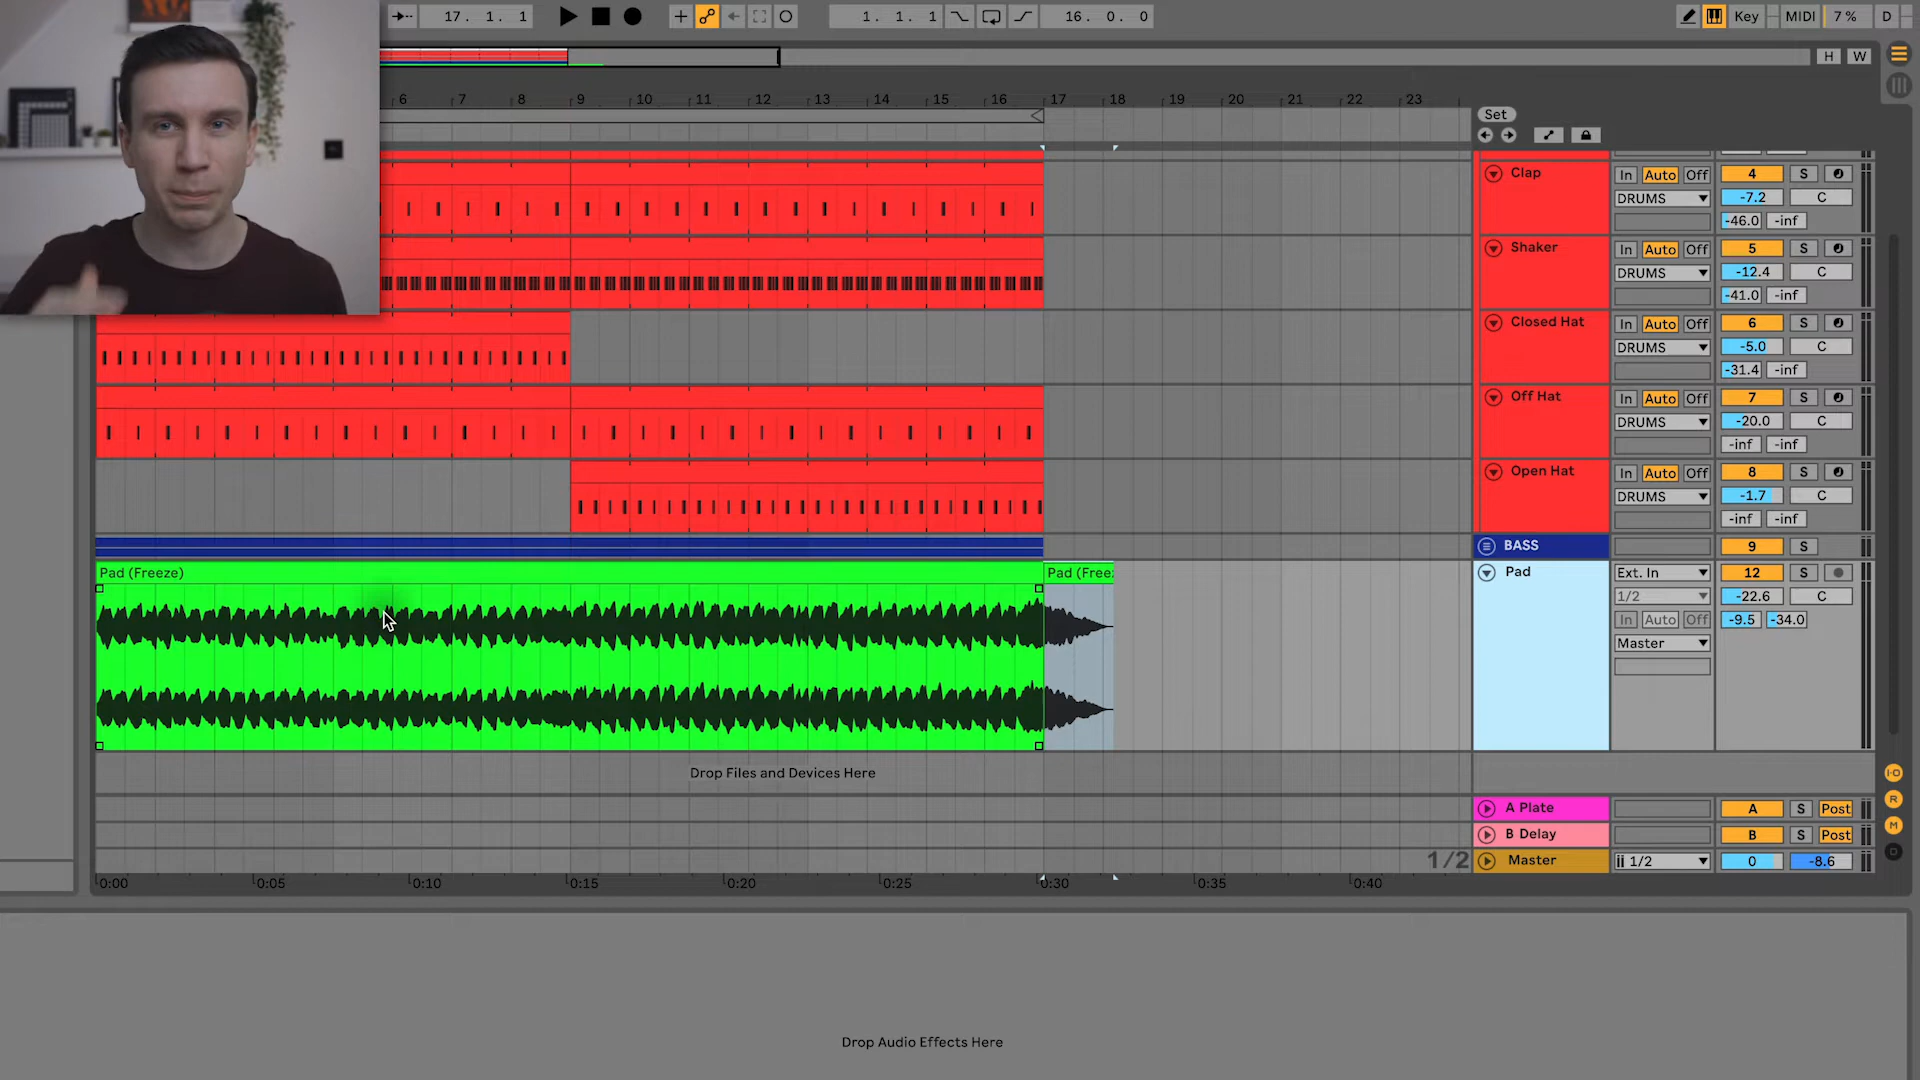 17. 1. 1
1. 1. 1
16. 0. 0
Key
MIDI
7 %
D
H
W
6 7 8 9 10 11 12 13 14 15 16 17 18 19 20 21 22 23
Set
Clap
In Auto Off
4
S
DRUMS
-7.2
C
-46.0
-inf
Shaker
In Auto Off
5
S
DRUMS
-12.4
C
-41.0
-inf
Closed Hat
In Auto Off
6
S
DRUMS
-5.0
C
-31.4
-inf
Off Hat
In Auto Off
7
S
DRUMS
-20.0
C
-inf
-inf
Open Hat
In Auto Off
8
S
DRUMS
-1.7
C
-inf
-inf
BASS
9
S
Pad (Freeze)
Pad (Free
Pad
Ext. In
12
S
1/2
-22.6
C
In Auto Off
-9.5
-34.0
Master
Drop Files and Devices Here
A Plate
A
S
Post
B Delay
B
S
Post
1/2
Master
1/2
0
-8.6
I·O
R
M
D
0:00 0:05 0:10 0:15 0:20 0:25 0:30 0:35 0:40
Drop Audio Effects Here